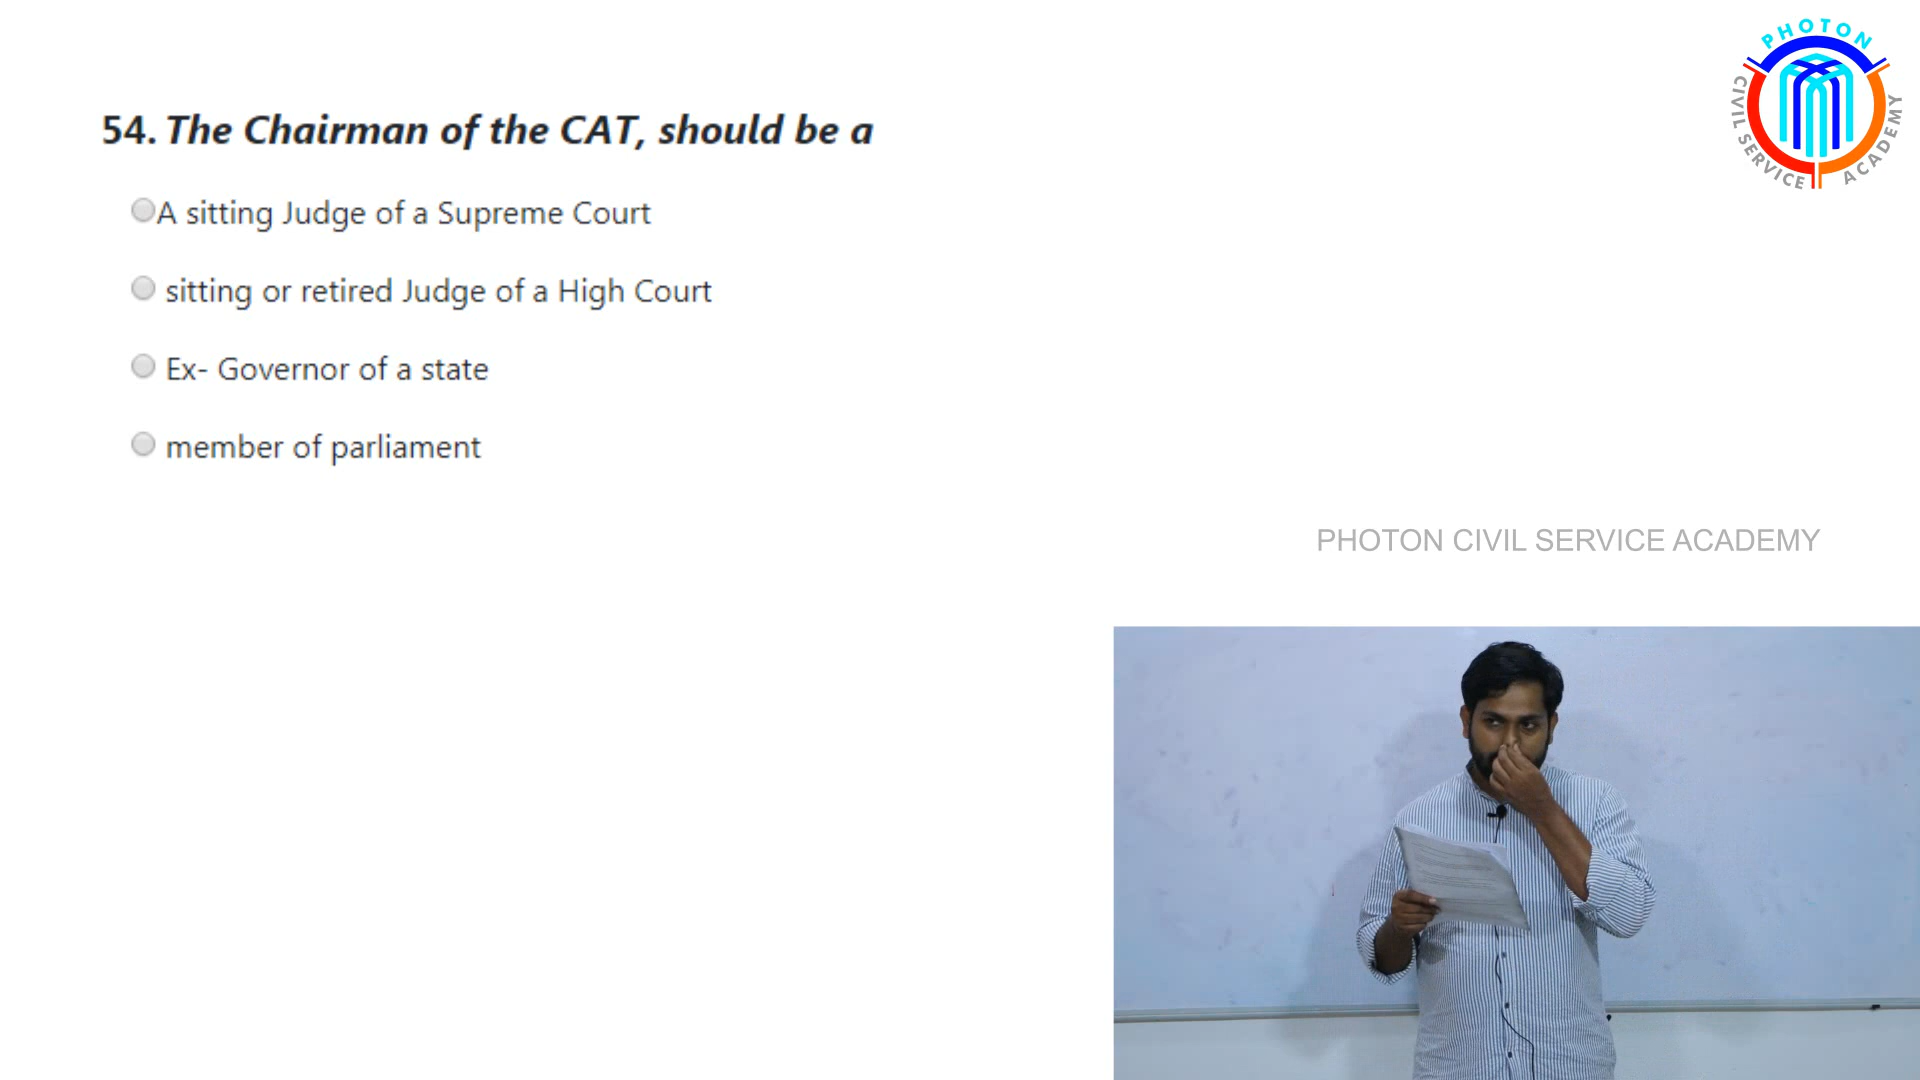 54. The Chairman of the CAT, should be a
A sitting Judge of a Supreme Court
sitting or retired Judge of a High Court
Ex- Governor of a state
member of parliament
PHOTON
CIVIL SERVICE ACADEMY
PHOTON CIVIL SERVICE ACADEMY